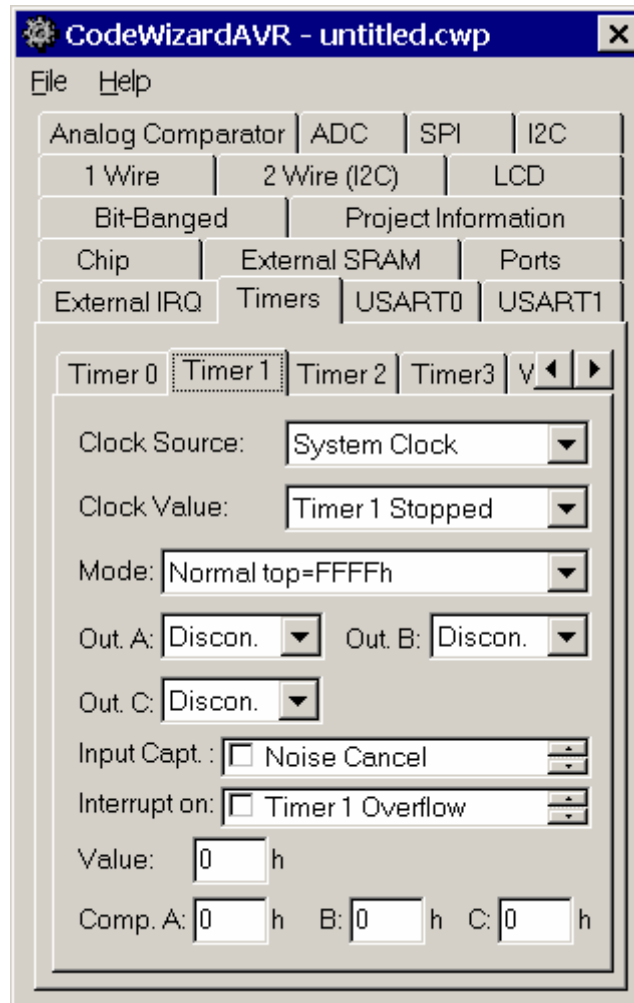 CodeWizardAVR - untitled.cwp
File Help
Analog Comparator ADC SPI I2C
1 Wire 2 Wire (I2C) LCD
Bit-Banged Project Information
Chip External SRAM Ports
External IRQ Timers USART0 USART1
Timer 0 Timer 1 Timer 2 Timer3
Clock Source: System Clock
Clock Value: Timer 1 Stopped
Mode: Normal top=FFFFh
Out. A: Discon. Out. B: Discon.
Out. C: Discon.
Input Capt. : Noise Cancel
Interrupt on: Timer 1 Overflow
Value: 0 h
Comp. A: 0 h B: 0 h C: 0 h